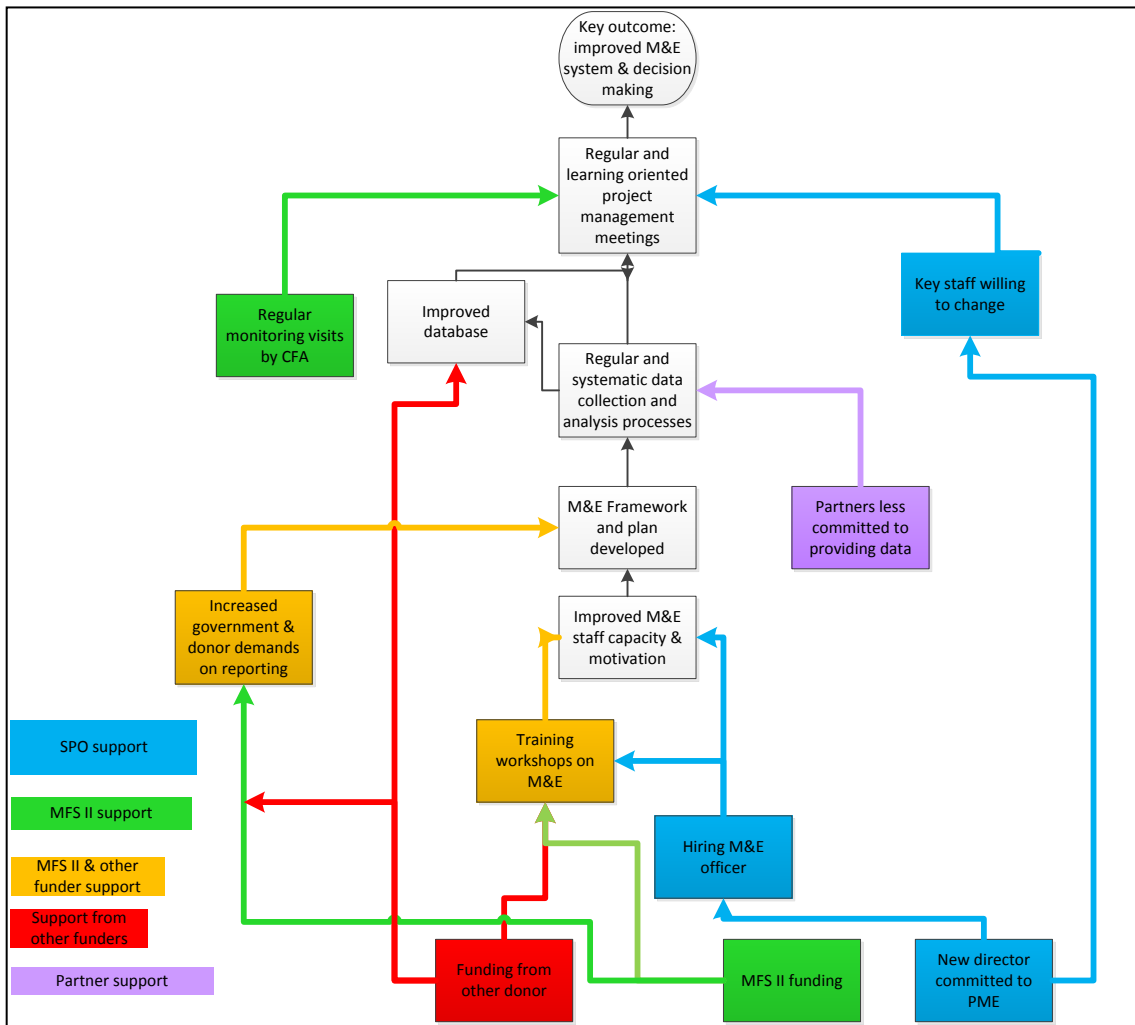 Key outcome:
improved M&E
system & decision
making
Regular and
learning oriented
project
management
meetings
Key staff willing
to change
Regular
monitoring visits
by CFA
Improved
database
Regular and
systematic data
collection and
analysis processes
M&E Framework
and plan
developed
Partners less
committed to
providing data
Increased
government &
donor demands
on reporting
Improved M&E
staff capacity &
motivation
SPO support
Training
workshops on
M&E
MFS II support
Hiring M&E
officer
MFS II & other
funder support
Support from
other funders
Partner support
Funding from
other donor
MFS II funding
New director
committed to
PME